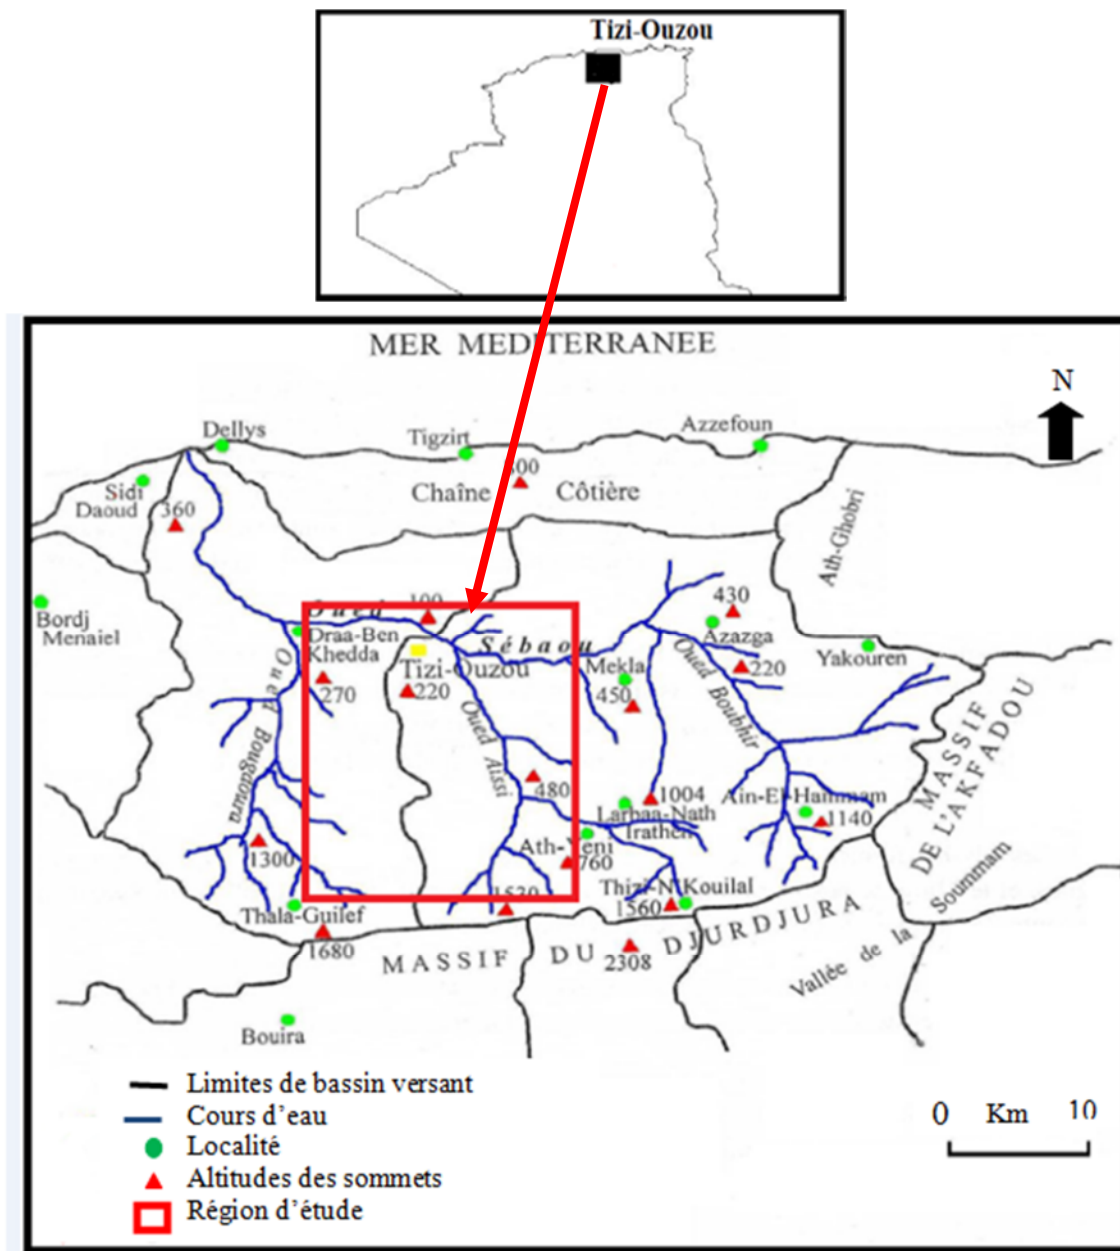 Tizi-Ouzou
MER MEDITERRANEE
N
Dellys
Tigzirt
Azzefoun
Sidi
Daoud
360
Chaîne Côtière
Ath-Ghobri
Bordj
Menaiel
Oued
100
430
Draa-Ben
Khedda
Sébaou
Azazga
Yakouren
Tizi-Ouzou
Mekla
270
220
450
220
Oued
Bougdoura
Oued Aissi
Oued Boubhir
MASSIF
DE L'AKFADOU
480
1004
Ain-El-Hammam
1140
Larbaa-Nath
Irathen
1300
Ath-Yeni
760
Thala-Guilef
1530
Thizi-N'Kouilal
1560
1680
MASSIF DU DJURDJURA
2308
Vallée de la Soummam
Bouira
Limites de bassin versant
Cours d'eau
Localité
Altitudes des sommets
Région d'étude
0 Km 10